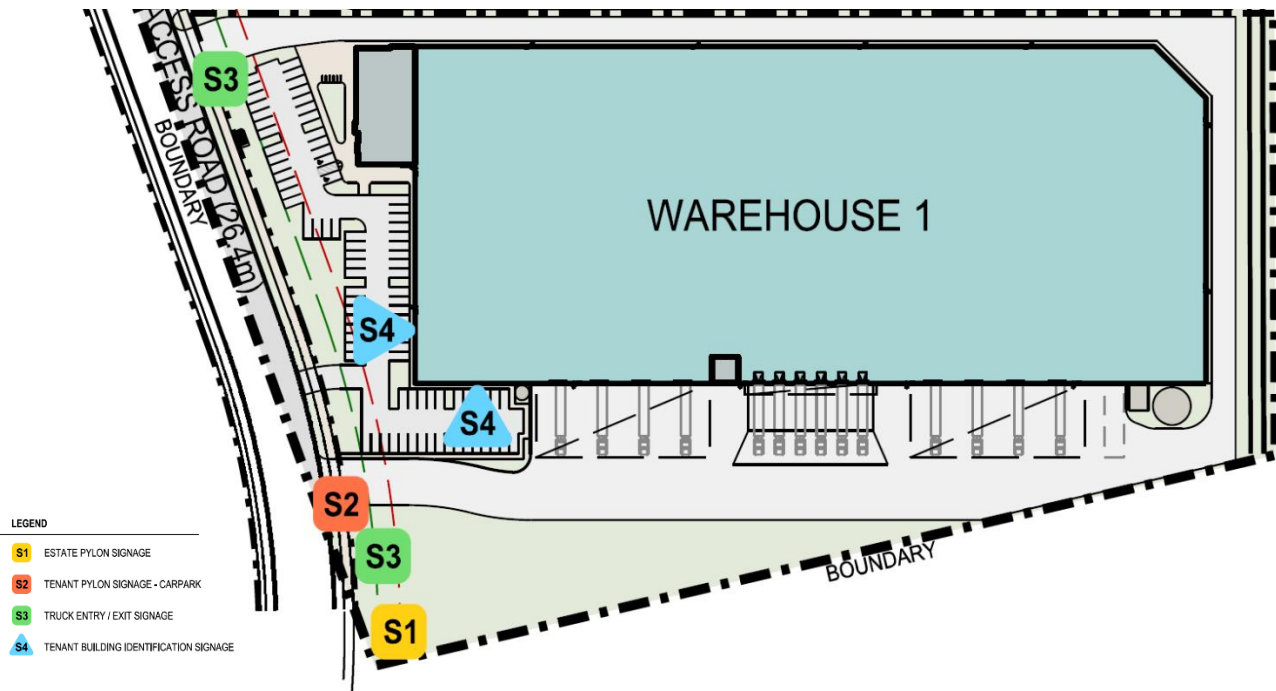 S3
CCESS ROAD (26.4m)
BOUNDARY
WAREHOUSE 1
S4
S4
S2
S3
S1
BOUNDARY
LEGEND
S1 ESTATE PYLON SIGNAGE
S2 TENANT PYLON SIGNAGE - CARPARK
S3 TRUCK ENTRY / EXIT SIGNAGE
S4 TENANT BUILDING IDENTIFICATION SIGNAGE